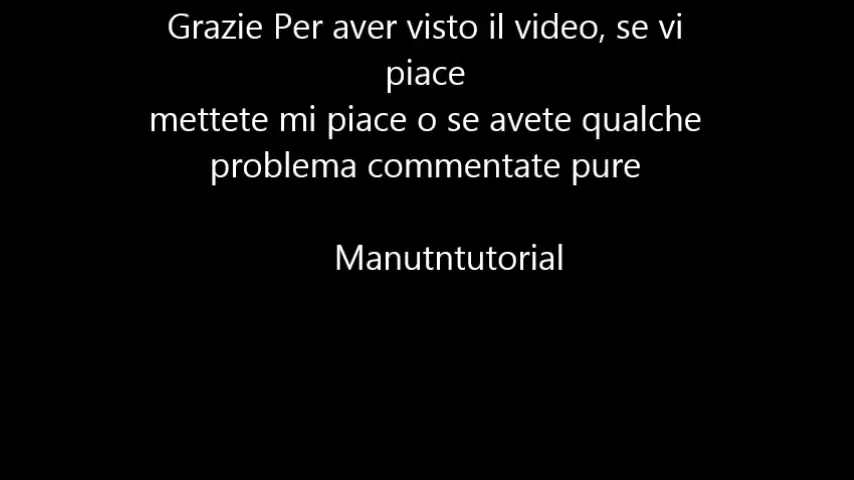 Grazie Per aver visto il video, se vi
piace
mettete mi piace o se avete qualche
problema commentate pure
Manutntutorial